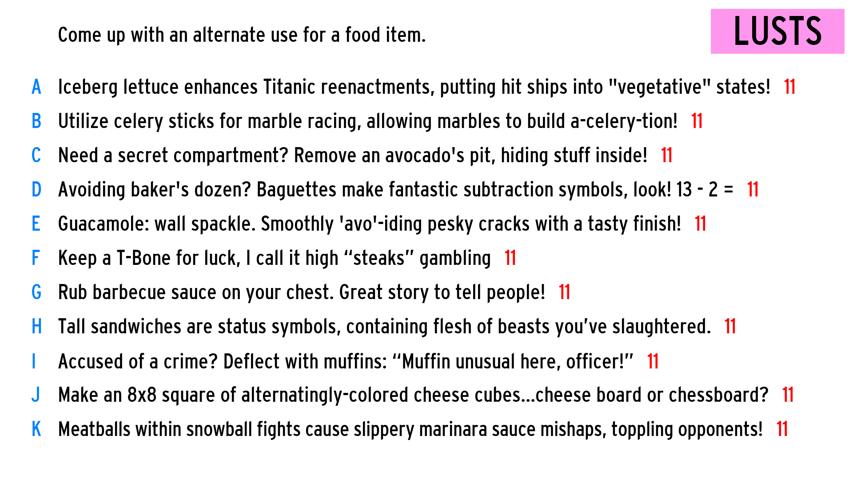 Come up with an alternate use for a food item.
LUSTS
A Iceberg lettuce enhances Titanic reenactments, putting hit ships into "vegetative" states! 11
B Utilize celery sticks for marble racing, allowing marbles to build a-celery-tion! 11
C Need a secret compartment? Remove an avocado's pit, hiding stuff inside! 11
D Avoiding baker's dozen? Baguettes make fantastic subtraction symbols, look! 13 - 2 = 11
E Guacamole: wall spackle. Smoothly 'avo'-iding pesky cracks with a tasty finish! 11
F Keep a T-Bone for luck, I call it high “steaks” gambling 11
G Rub barbecue sauce on your chest. Great story to tell people! 11
H Tall sandwiches are status symbols, containing flesh of beasts you’ve slaughtered. 11
I Accused of a crime? Deflect with muffins: “Muffin unusual here, officer!” 11
J Make an 8x8 square of alternatingly-colored cheese cubes...cheese board or chessboard? 11
K Meatballs within snowball fights cause slippery marinara sauce mishaps, toppling opponents! 11